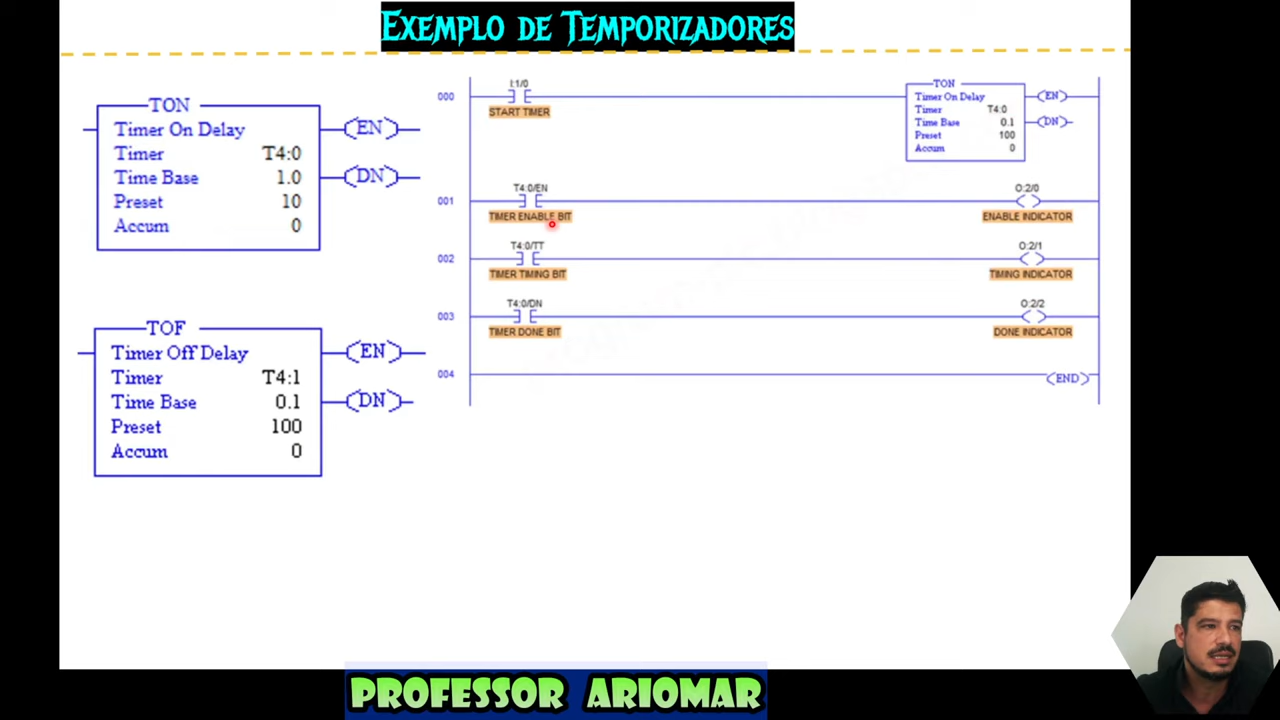 EXEMPLO DE TEMPORIZADORES
TON
Timer On Delay
Timer T4:0
Time Base 1.0
Preset 10
Accum 0
EN
DN
TOF
Timer Off Delay
Timer T4:1
Time Base 0.1
Preset 100
Accum 0
EN
DN
000
I:1/0
START TIMER
TON
Timer On Delay
Timer T4:0
Time Base 0.1
Preset 100
Accum 0
EN
DN
001
T4:0/EN
TIMER ENABLE BIT
O:2/0
ENABLE INDICATOR
002
T4:0/TT
TIMER TIMING BIT
O:2/1
TIMING INDICATOR
003
T4:0/DN
TIMER DONE BIT
O:2/2
DONE INDICATOR
004
END
PROFESSOR ARIOMAR